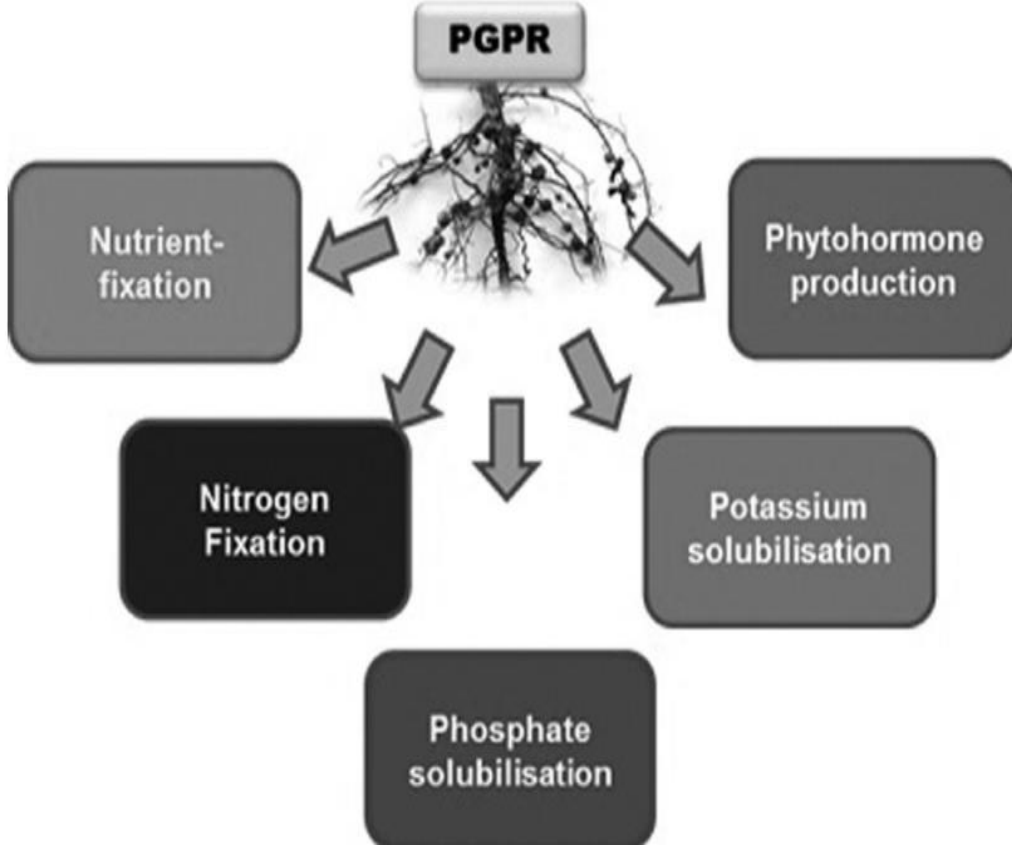 PGPR
Nutrient-
fixation
Phytohormone
production
Nitrogen
Fixation
Potassium
solubilisation
Phosphate
solubilisation